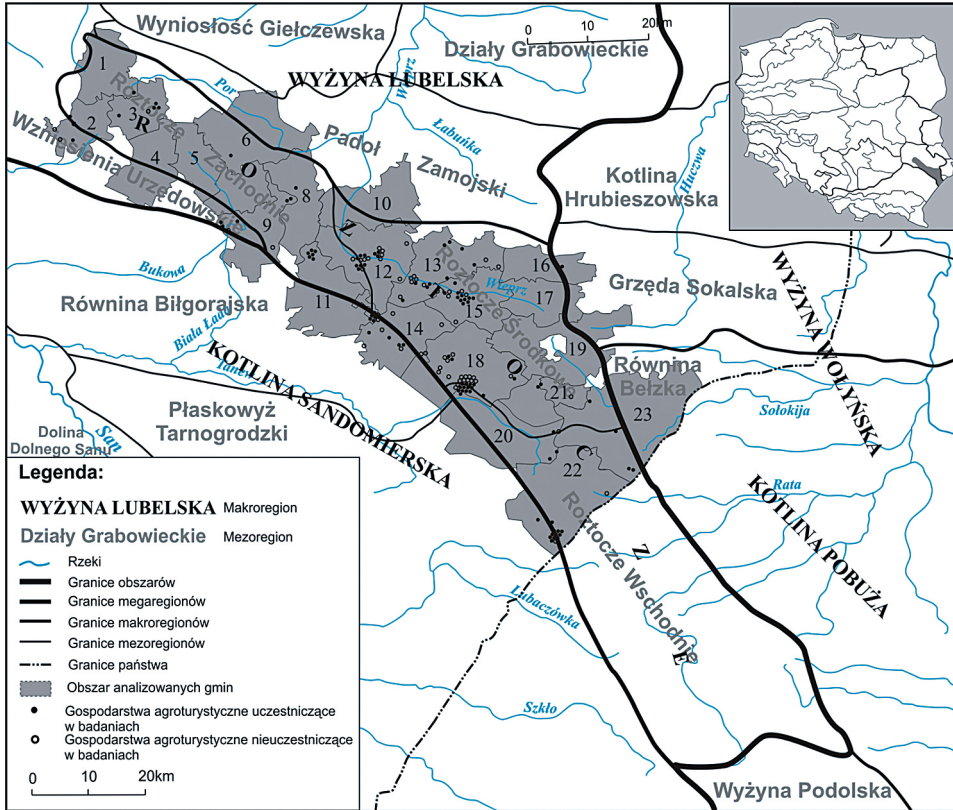 Wyniosłość Giełczewska
0 10 20km
Działy Grabowieckie
WYŻYNA LUBELSKA
Wieprz
Por
Łabuńka
Padół
Zamojski
Kotlina
Hrubieszowska
Huczwa
Roztocze
Zachodnie
Wzniesienia Urzędowskie
R
O
Z
T
O
C
Z
E
1
2
3
4
5
6
8
9
10
11
12
13
14
15
16
17
18
19
20
21
22
23
Roztocze Środkowe
Wieprz
Grzęda Sokalska
WYŻYNA WOŁYŃSKA
Bukowa
Równina Biłgorajska
Biała Łada
Tanew
KOTLINA SANDOMIERSKA
Równina
Bełzka
Sołokija
Płaskowyż
Tarnogrodzki
Dolina
Dolnego Sanu
San
Rata
KOTLINA POBUŻA
Roztocze Wschodnie
Lubaczówka
Szkło
Wyżyna Podolska
Legenda:
WYŻYNA LUBELSKA Makroregion
Działy Grabowieckie Mezoregion
Rzeki
Granice obszarów
Granice megaregionów
Granice makroregionów
Granice mezoregionów
Granice państwa
Obszar analizowanych gmin
Gospodarstwa agroturystyczne uczestniczące
w badaniach
Gospodarstwa agroturystyczne nieuczestniczące
w badaniach
0 10 20km